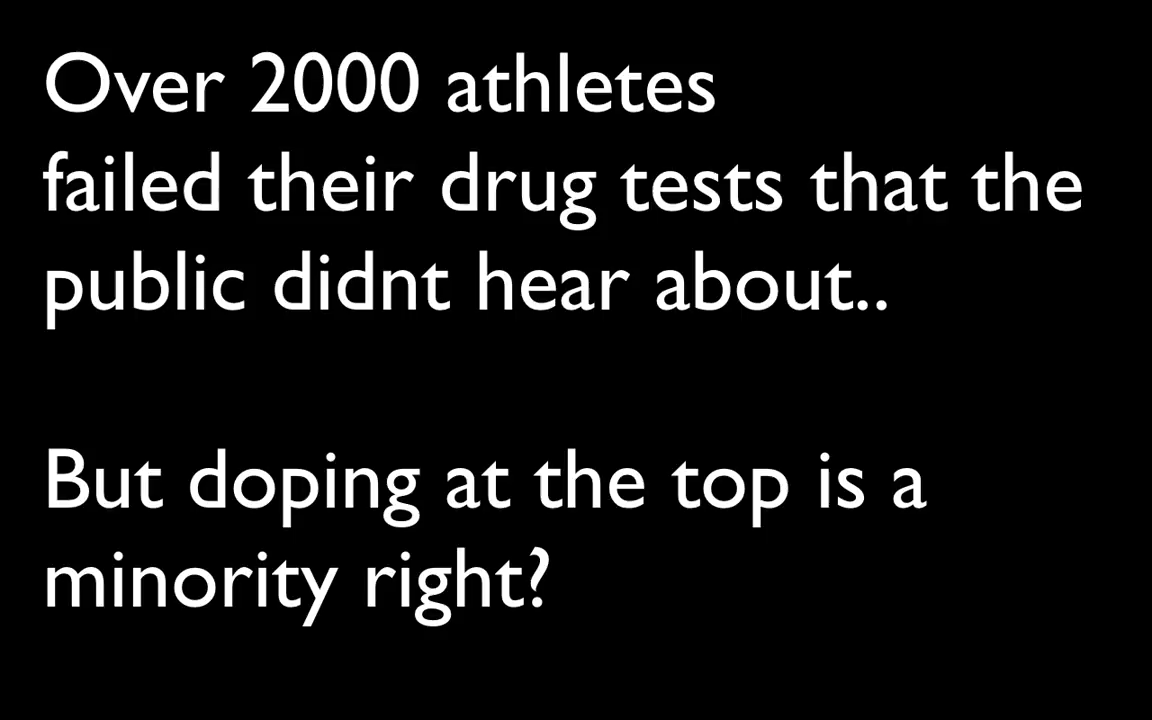 Over 2000 athletes
failed their drug tests that the
public didnt hear about..
But doping at the top is a
minority right?